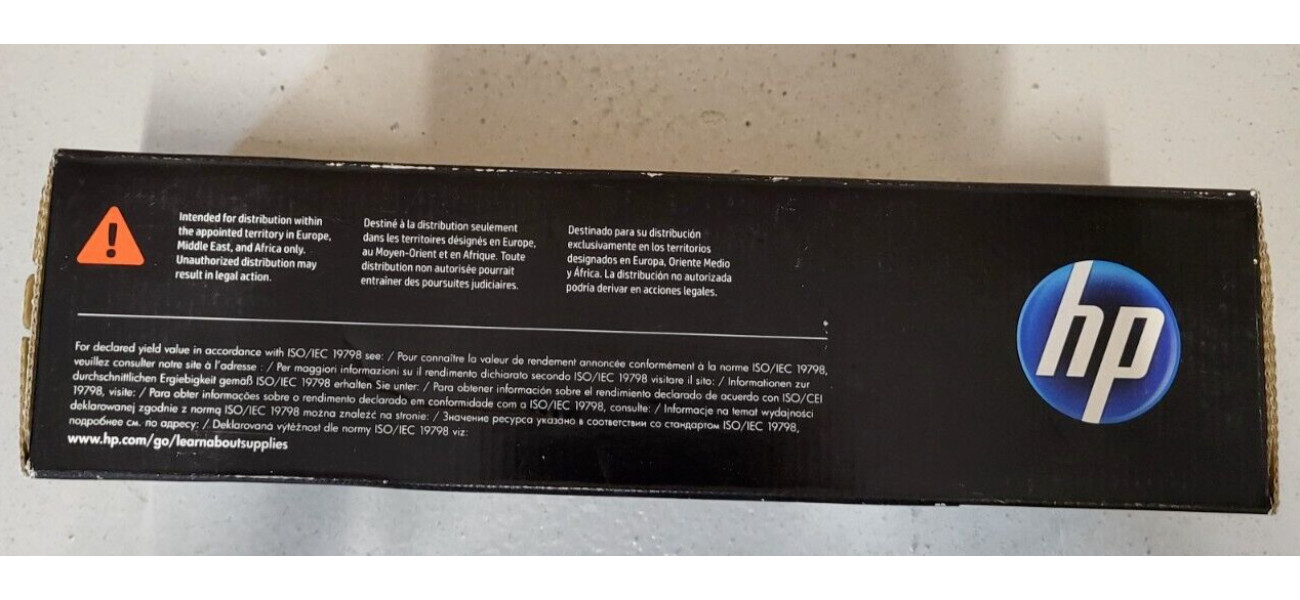 Intended for distribution within
the appointed territory in Europe,
Middle East, and Africa only.
Unauthorized distribution may
result in legal action.
Destiné à la distribution seulement
dans les territoires désignés en Europe,
au Moyen-Orient et en Afrique. Toute
distribution non autorisée pourrait
entraîner des poursuites judiciaires.
Destinado para su distribución
exclusivamente en los territorios
designados en Europa, Oriente Medio
y África. La distribución no autorizada
podría derivar en acciones legales.
For declared yield value in accordance with ISO/IEC 19798 see: / Pour connaître la valeur de rendement annoncée conformément à la norme ISO/IEC 19798,
veuillez consulter notre site à l'adresse : / Per maggiori informazioni su il rendimento dichiarato secondo ISO/IEC 19798 visitare il sito: / Informationen zur
durchschnittlichen Ergiebigkeit gemäß ISO/IEC 19798 erhalten Sie unter: / Para obtener información sobre el rendimiento declarado de acuerdo con ISO/CEI
19798, visite: / Para obter informações sobre o rendimento declarado em conformidade com a ISO/IEC 19798, consulte: / Informacje na temat wydajności
deklarowanej zgodnie z normą ISO/IEC 19798 można znaleźć na stronie: / Значение ресурса указано в соответствии со стандартом ISO/IEC 19798,
подробнее см. по адресу: / Deklarovaná výtěžnost dle normy ISO/IEC 19798 viz:
www.hp.com/go/learnaboutsupplies
hp